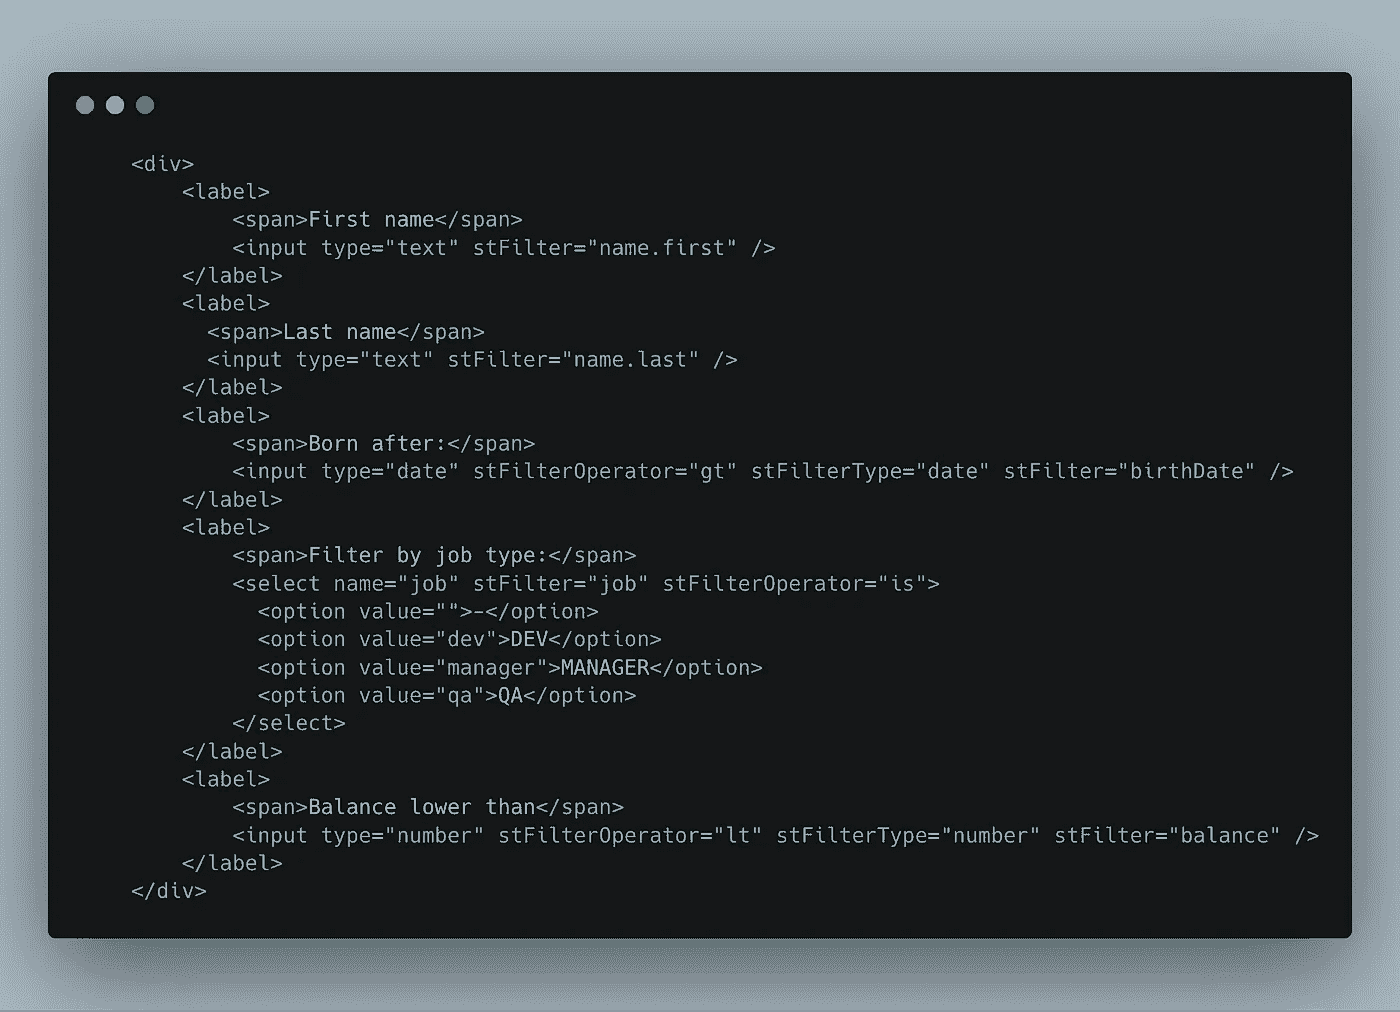 <div>
    <label>
        <span>First name</span>
        <input type="text" stFilter="name.first" />
    </label>
    <label>
      <span>Last name</span>
      <input type="text" stFilter="name.last" />
    </label>
    <label>
        <span>Born after:</span>
        <input type="date" stFilterOperator="gt" stFilterType="date" stFilter="birthDate" />
    </label>
    <label>
        <span>Filter by job type:</span>
        <select name="job" stFilter="job" stFilterOperator="is">
          <option value="">-</option>
          <option value="dev">DEV</option>
          <option value="manager">MANAGER</option>
          <option value="qa">QA</option>
        </select>
    </label>
    <label>
        <span>Balance lower than</span>
        <input type="number" stFilterOperator="lt" stFilterType="number" stFilter="balance" />
    </label>
</div>